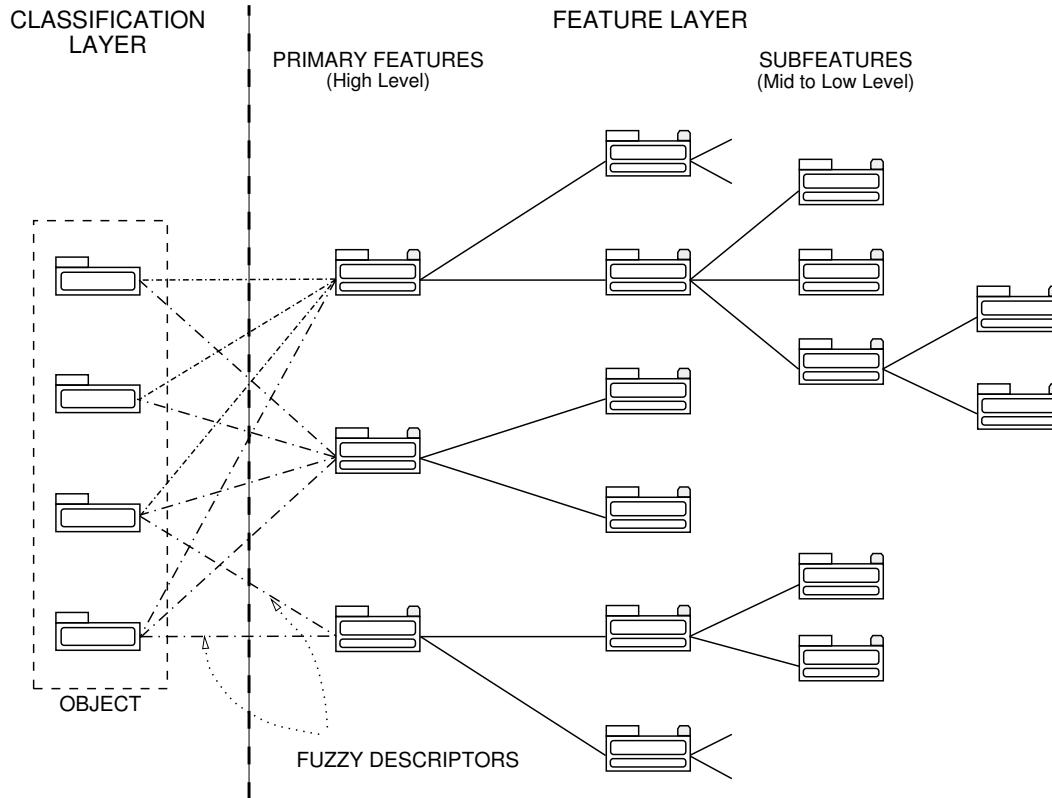 CLASSIFICATION
LAYER
FEATURE LAYER
PRIMARY FEATURES
(High Level)
SUBFEATURES
(Mid to Low Level)
OBJECT
FUZZY DESCRIPTORS